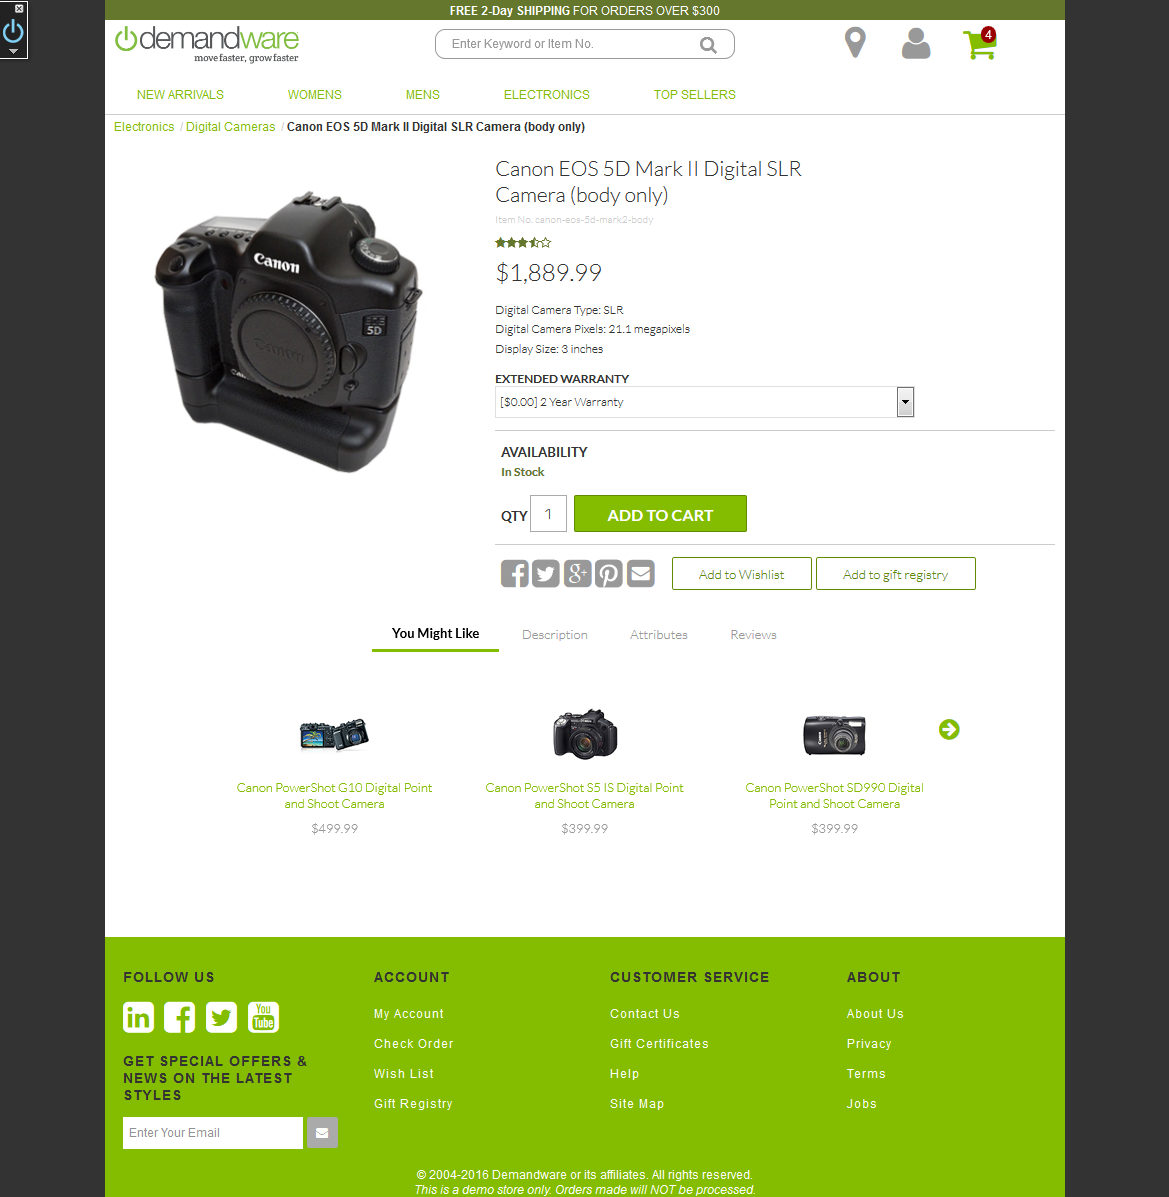 FREE 2-Day SHIPPING FOR ORDERS OVER $300
demandware
move faster, grow faster
Enter Keyword or Item No.
4
NEW ARRIVALS
WOMENS
MENS
ELECTRONICS
TOP SELLERS
Electronics / Digital Cameras / Canon EOS 5D Mark II Digital SLR Camera (body only)
Canon
EOS
5D
Canon
Canon EOS 5D Mark II Digital SLR
Camera (body only)
Item No. canon-eos-5d-mark2-body
$1,889.99
Digital Camera Type: SLR
Digital Camera Pixels: 21.1 megapixels
Display Size: 3 inches
EXTENDED WARRANTY
[$0.00] 2 Year Warranty
AVAILABILITY
In Stock
QTY 1 ADD TO CART
Add to Wishlist
Add to gift registry
You Might Like
Description
Attributes
Reviews
Canon PowerShot G10 Digital Point
and Shoot Camera
$499.99
Canon PowerShot S5 IS Digital Point
and Shoot Camera
$399.99
Canon PowerShot SD990 Digital
Point and Shoot Camera
$399.99
FOLLOW US
You
Tube
GET SPECIAL OFFERS &
NEWS ON THE LATEST
STYLES
Enter Your Email
ACCOUNT
My Account
Check Order
Wish List
Gift Registry
CUSTOMER SERVICE
Contact Us
Gift Certificates
Help
Site Map
ABOUT
About Us
Privacy
Terms
Jobs
© 2004-2016 Demandware or its affiliates. All rights reserved.
This is a demo store only. Orders made will NOT be processed.